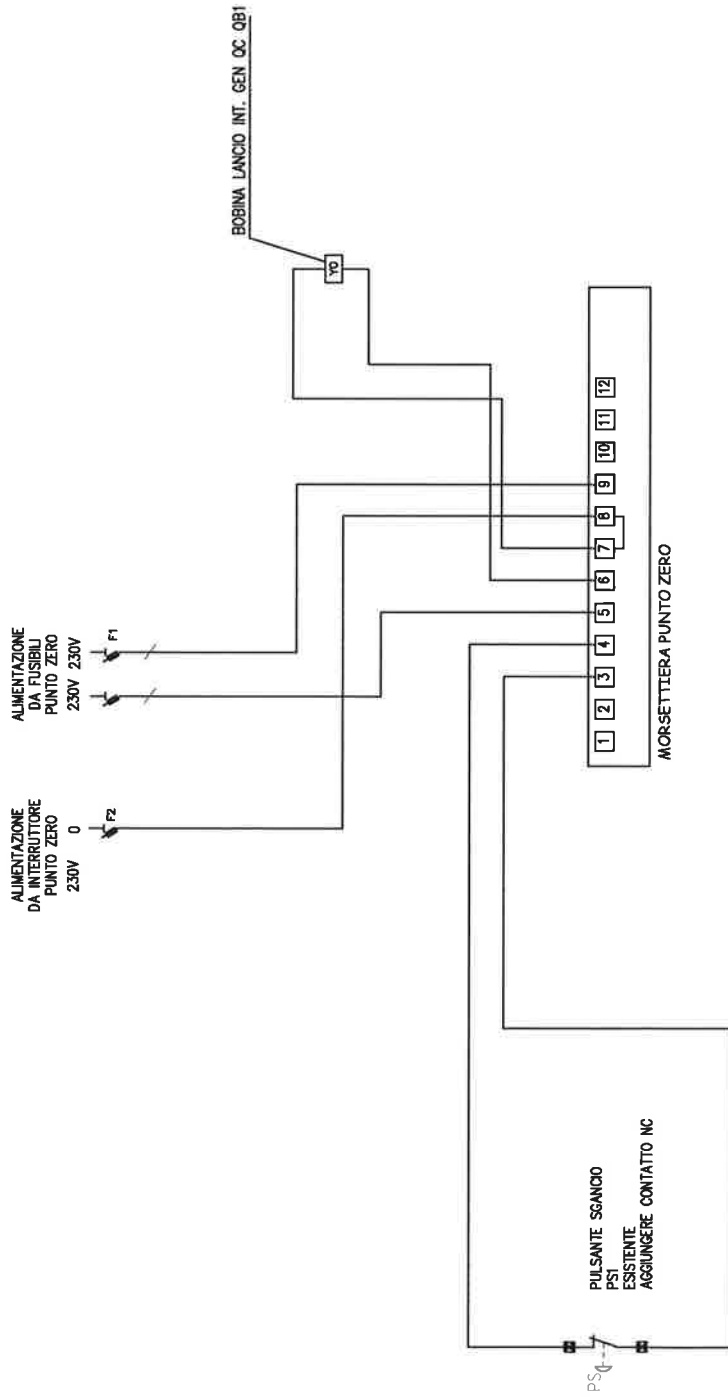 BOBINA LANCIO INT. GEN QC QB1
YO
ALIMENTAZIONE
DA FUSIBILI
PUNTO ZERO
230V 230V
F1
ALIMENTAZIONE
DA INTERRUTTORE
PUNTO ZERO
230V 0
F2
1 2 3 4 5 6 7 8 9 10 11 12
MORSETTIERA PUNTO ZERO
PULSANTE SGANCIO
PS1
ESISTENTE
AGGIUNGERE CONTATTO NC
PS